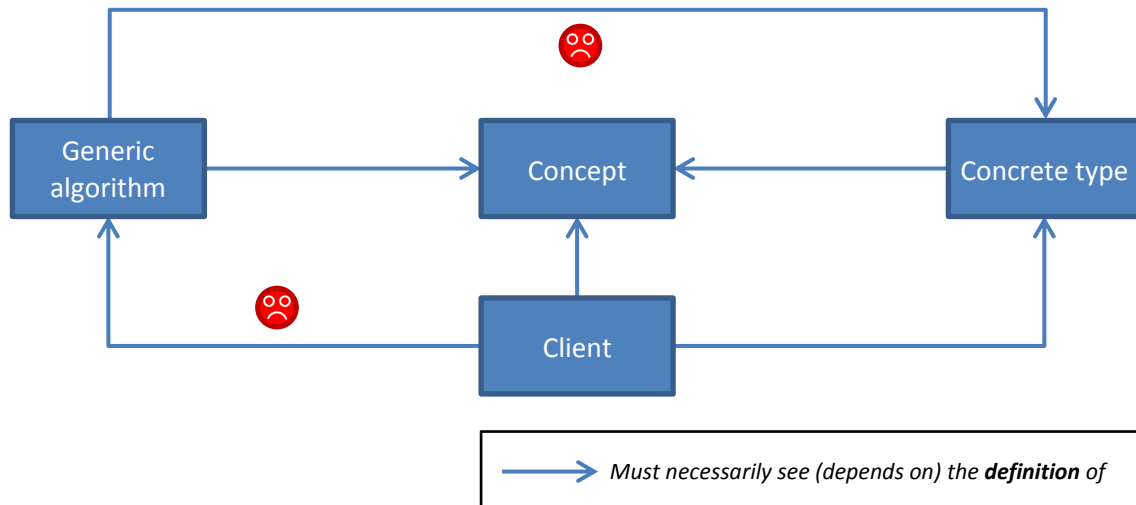 Generic
algorithm
Concept
Concrete type
Client
Must necessarily see (depends on) the definition of